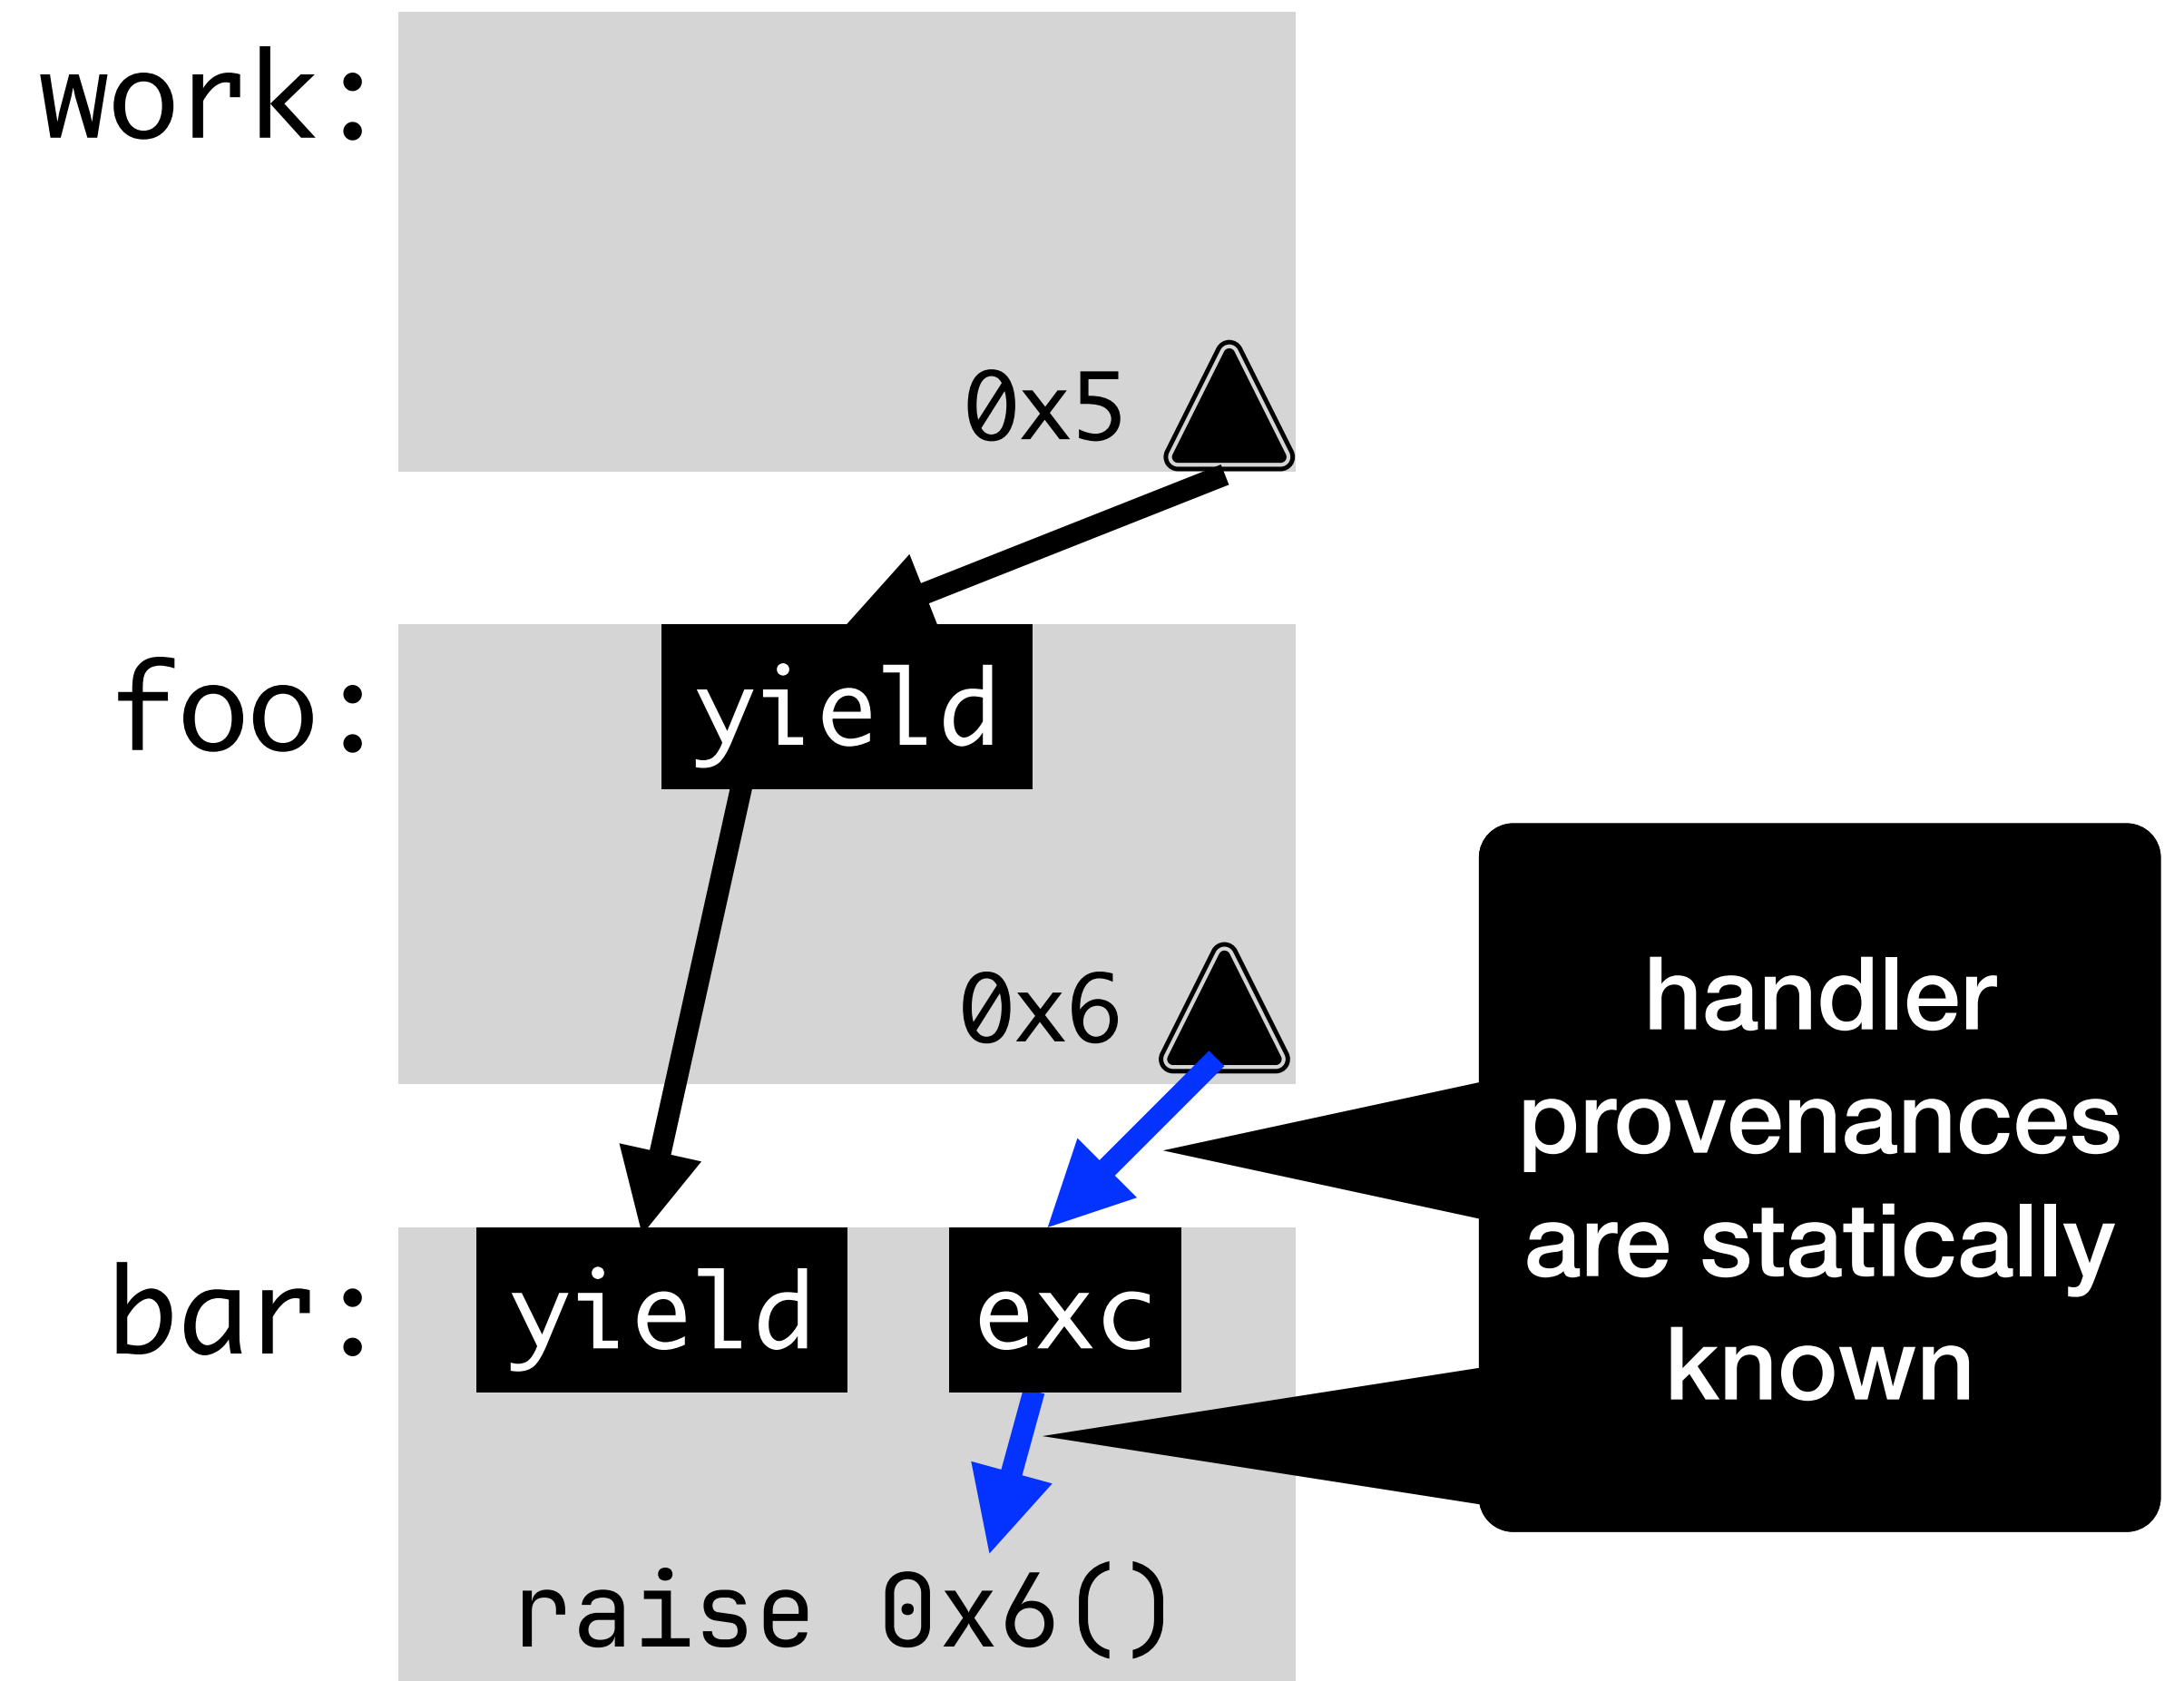 work:
0x5
foo:
yield
0x6
handler
provenances
are statically
known
bar:
yield
exc
raise 0x6()